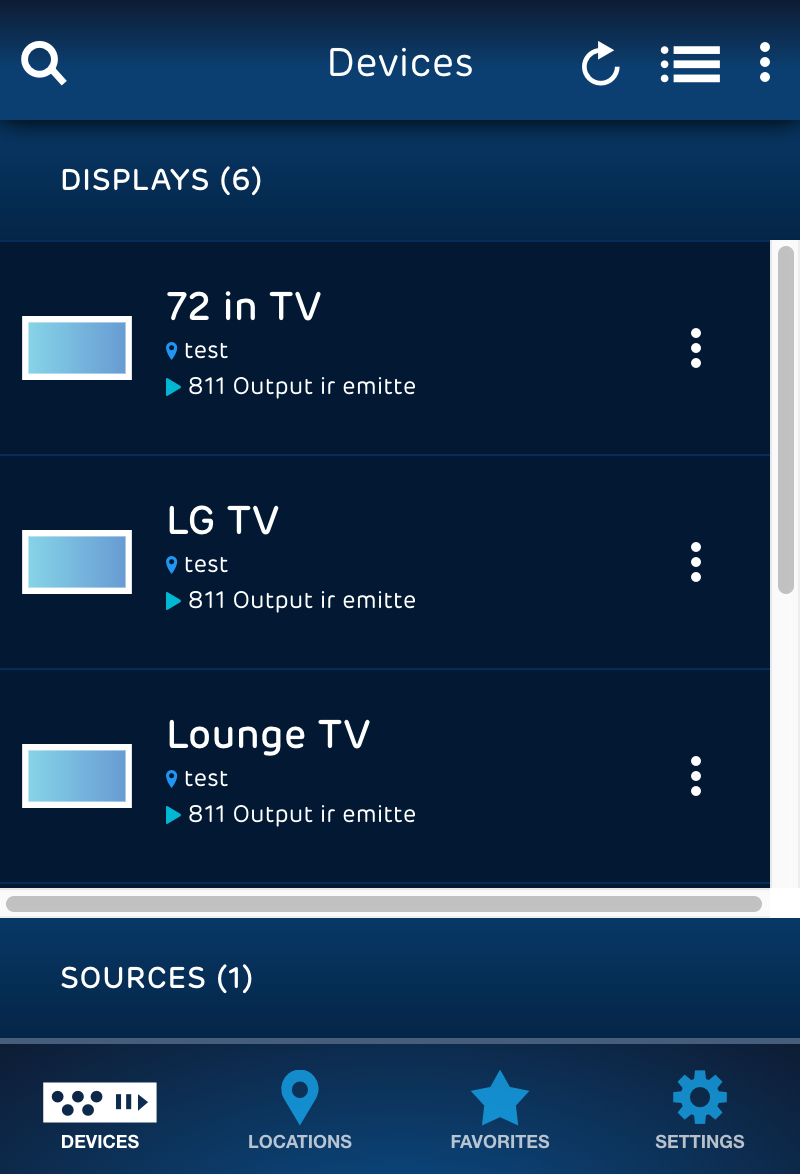 Devices
DISPLAYS (6)
72 in TV
test
811 Output ir emitte
LG TV
test
811 Output ir emitte
Lounge TV
test
811 Output ir emitte
SOURCES (1)
DEVICES LOCATIONS FAVORITES SETTINGS